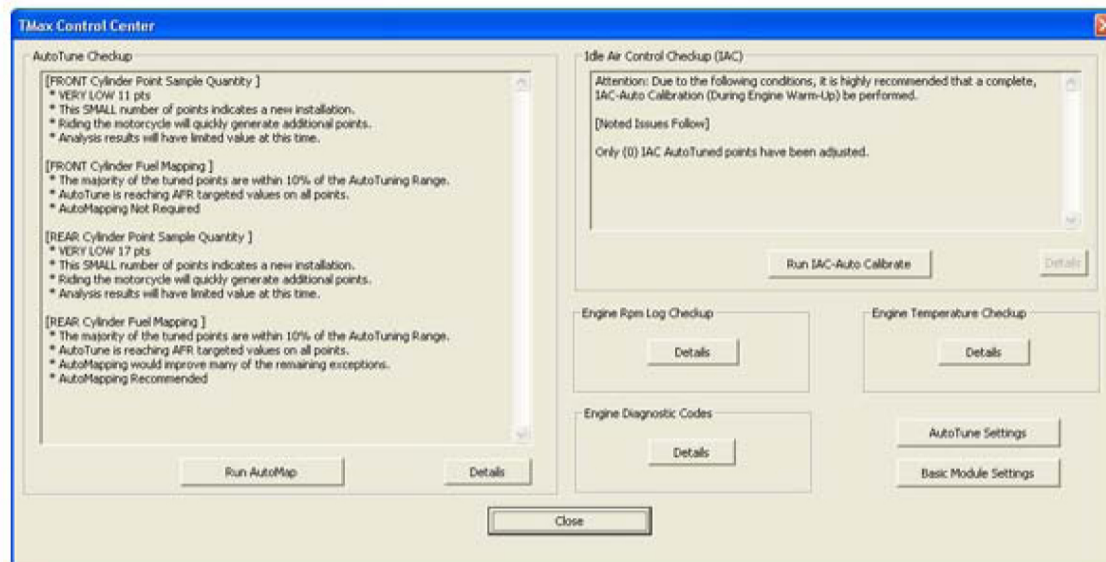 TMax Control Center
AutoTune Checkup
[FRONT Cylinder Point Sample Quantity ]
* VERY LOW 11 pts
* This SMALL number of points indicates a new installation.
* Riding the motorcycle will quickly generate additional points.
* Analysis results will have limited value at this time.
[FRONT Cylinder Fuel Mapping ]
* The majority of the tuned points are within 10% of the AutoTuning Range.
* AutoTune is reaching AFR targeted values on all points.
* AutoMapping Not Required
[REAR Cylinder Point Sample Quantity ]
* VERY LOW 17 pts
* This SMALL number of points indicates a new installation.
* Riding the motorcycle will quickly generate additional points.
* Analysis results will have limited value at this time.
[REAR Cylinder Fuel Mapping ]
* The majority of the tuned points are within 10% of the AutoTuning Range.
* AutoTune is reaching AFR targeted values on all points.
* AutoMapping would improve many of the remaining exceptions.
* AutoMapping Recommended
Run AutoMap
Details
Idle Air Control Checkup (IAC)
Attention: Due to the following conditions, it is highly recommended that a complete,
IAC-Auto Calibration (During Engine Warm-Up) be performed.
[Noted Issues Follow]
Only (0) IAC AutoTuned points have been adjusted.
Run IAC-Auto Calibrate
Details
Engine Rpm Log Checkup
Details
Engine Temperature Checkup
Details
Engine Diagnostic Codes
Details
AutoTune Settings
Basic Module Settings
Close